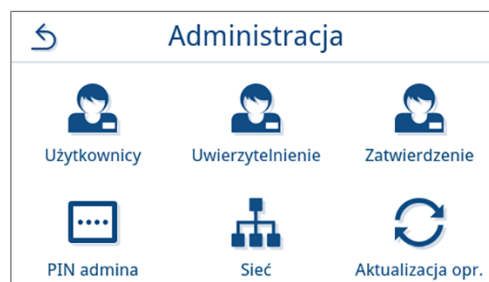 Administracja
Użytkownicy Uwierzytelnienie Zatwierdzenie
PIN admina Sieć Aktualizacja opr.